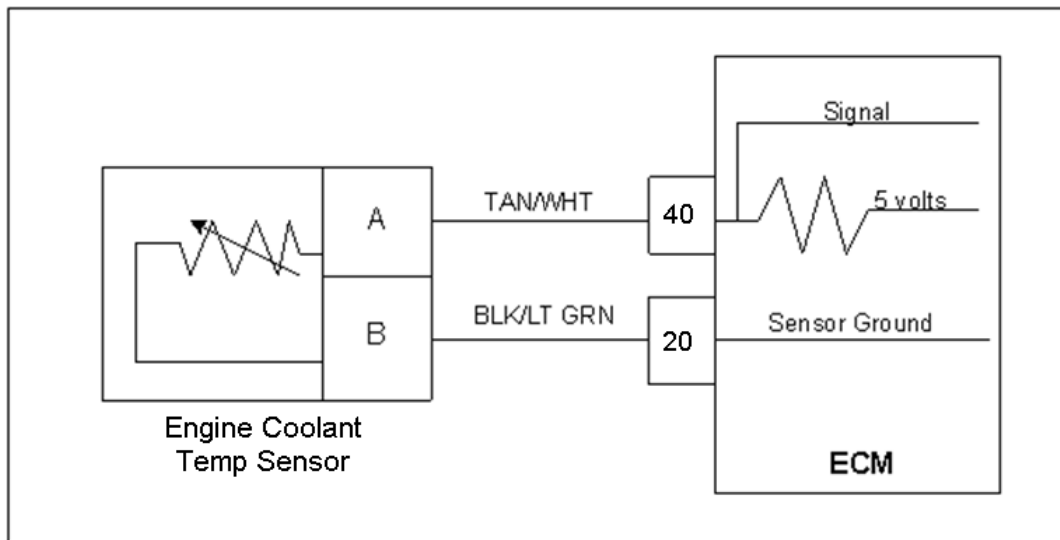 Signal
5 volts
A
TAN/WHT
40
B
BLK/LT GRN
20
Sensor Ground
Engine Coolant
Temp Sensor
ECM